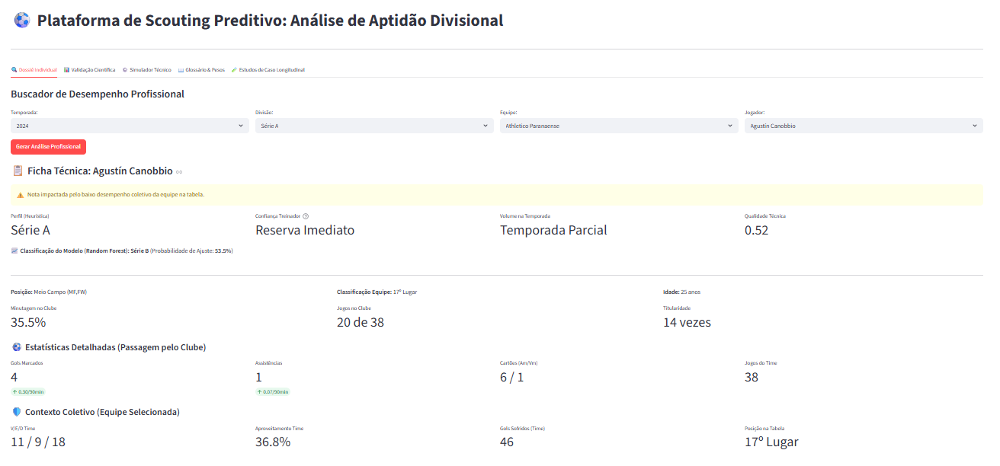 Plataforma de Scouting Preditivo: Análise de Aptidão Divisional
Dossiê Individual Validação Científica Simulador Técnico Glossário & Pesos Estudos de Caso Longitudinal
Buscador de Desempenho Profissional
Temporada: Divisão: Equipe: Jogador:
2024 Série A Athletico Paranaense Agustín Canobbio
Gerar Análise Profissional
Ficha Técnica: Agustín Canobbio
Nota impactada pelo baixo desempenho coletivo da equipe na tabela.
Perfil (Heurística) Confiança Treinador Volume na Temporada Qualidade Técnica
Série A Reserva Imediato Temporada Parcial 0.52
Classificação do Modelo (Random Forest): Série B (Probabilidade de Ajuste: 53.5%)
Posição: Meio Campo (MF,FW) Classificação Equipe: 17º Lugar Idade: 25 anos
Minutagem no Clube Jogos no Clube Titularidade
35.5% 20 de 38 14 vezes
Estatísticas Detalhadas (Passagem pelo Clube)
Gols Marcados Assistências Cartões (Am/Vm) Jogos do Time
4 1 6 / 1 38
↑ 0.30/90min ↑ 0.07/90min
Contexto Coletivo (Equipe Selecionada)
V/E/D Time Aproveitamento Time Gols Sofridos (Time) Posição na Tabela
11 / 9 / 18 36.8% 46 17º Lugar